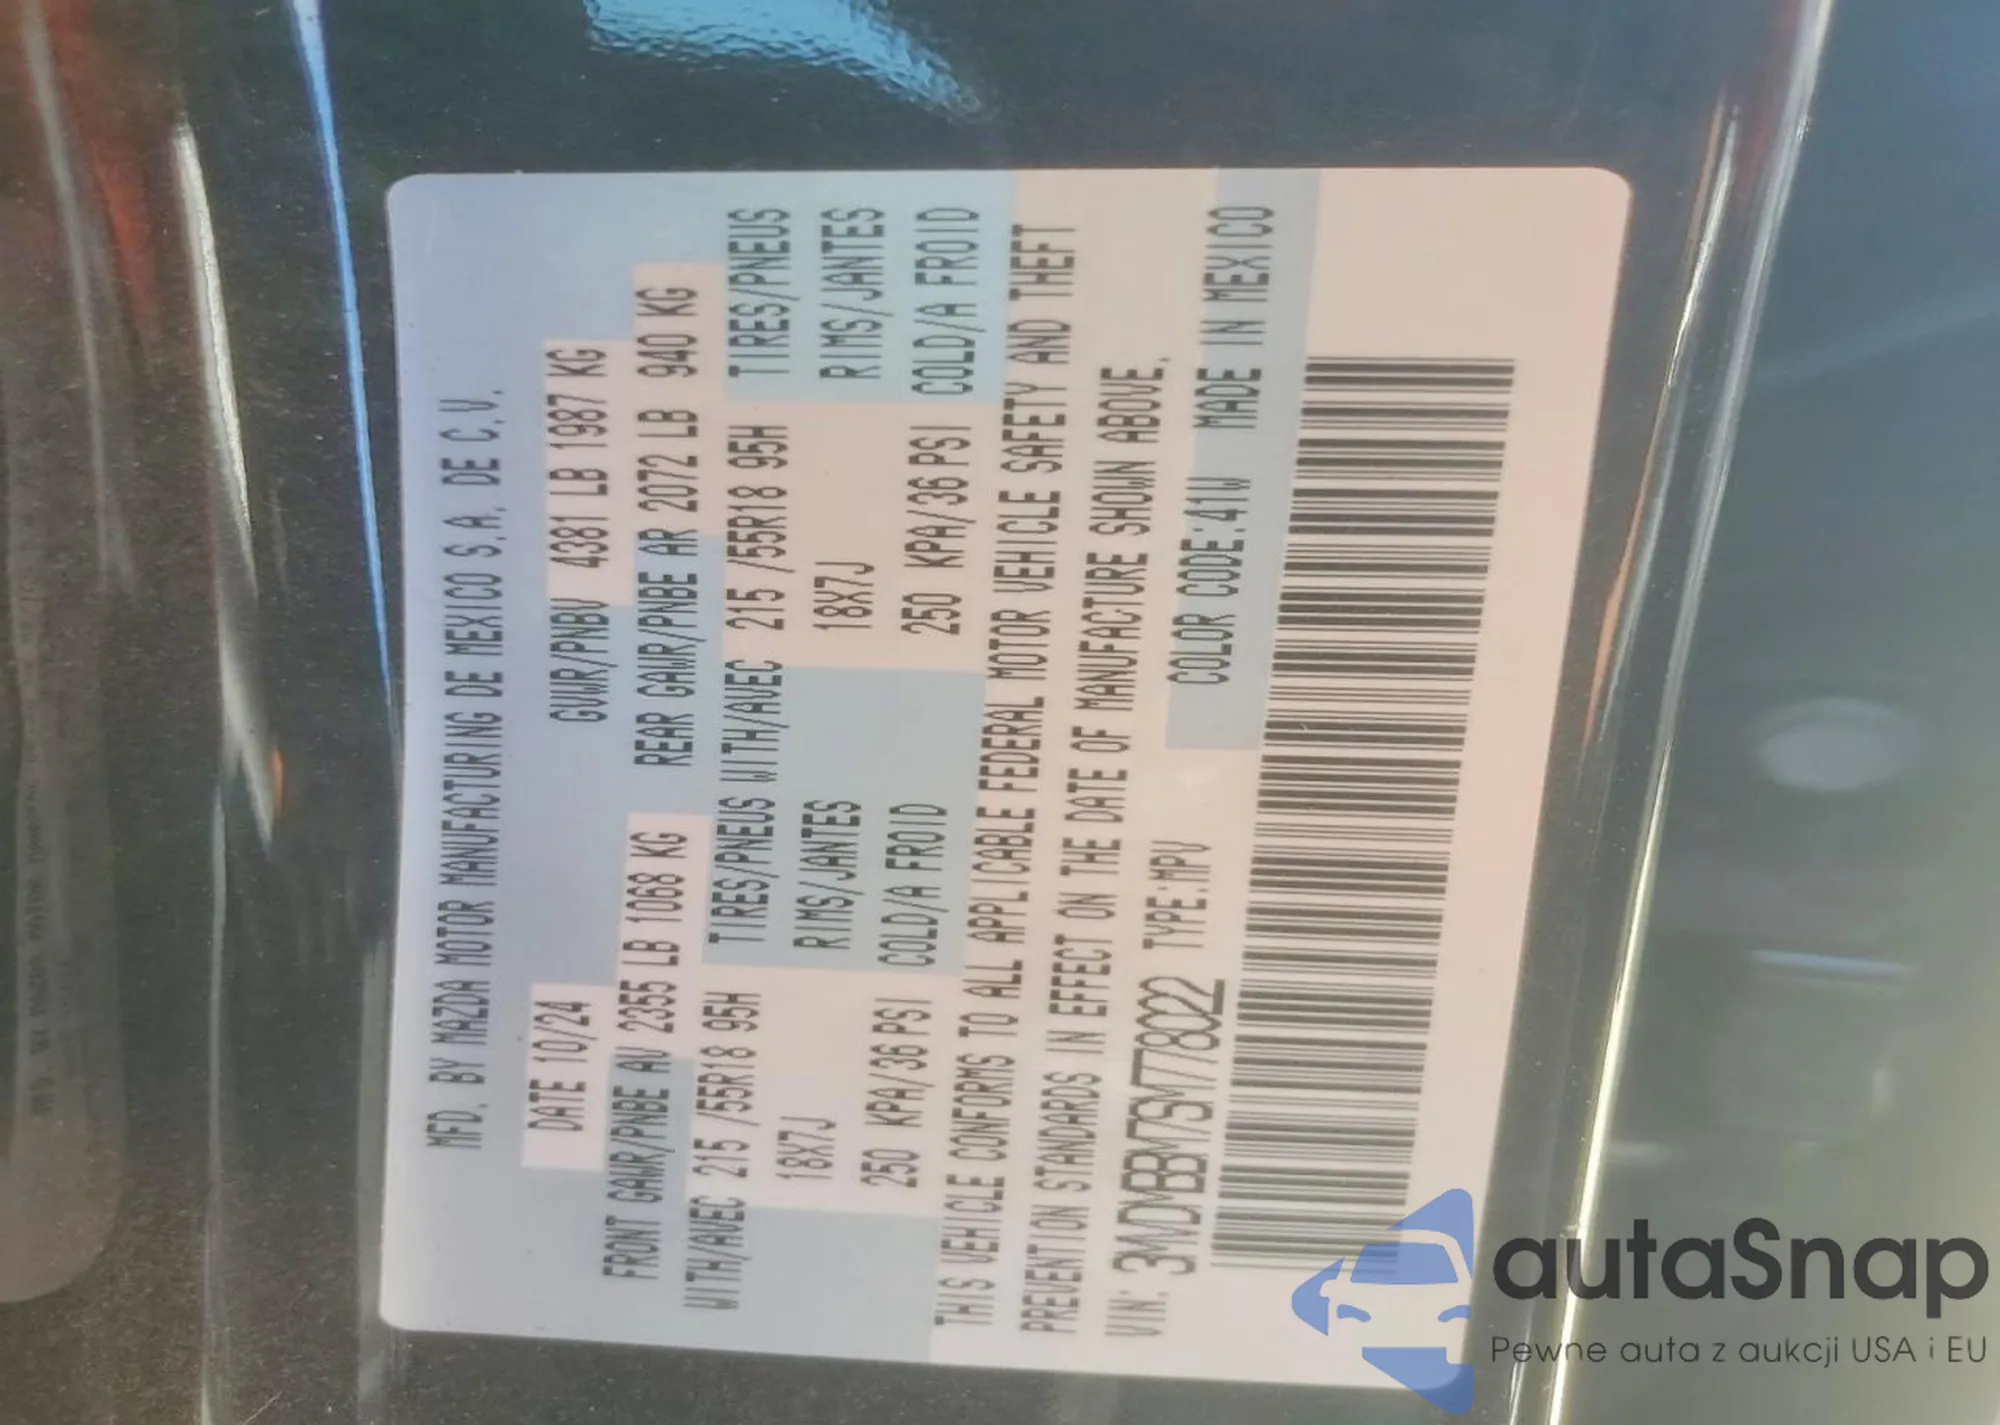 MFD. BY MAZDA MOTOR MANUFACTURING DE MEXICO S.A. DE C.V.
DATE 10/24 GVWR/PNBV 4381 LB 1987 KG
FRONT GAWR/PNBE AV 2355 LB 1068 KG REAR GAWR/PNBE AR 2072 LB 940 KG
WITH/AVEC 215 /55R18 95H TIRES/PNEUS WITH/AVEC 215 /55R18 95H TIRES/PNEUS
18X7J RIMS/JANTES 18X7J RIMS/JANTES
250 KPA/36 PSI COLD/A FROID 250 KPA/36 PSI COLD/A FROID
THIS VEHICLE CONFORMS TO ALL APPLICABLE FEDERAL MOTOR VEHICLE SAFETY AND THEFT
PREVENTION STANDARDS IN EFFECT ON THE DATE OF MANUFACTURE SHOWN ABOVE.
VIN: 3MVDMBBM7SM778022 TYPE:MPV COLOR CODE:41W MADE IN MEXICO
autaSnap
Pewne auta z aukcji USA i EU